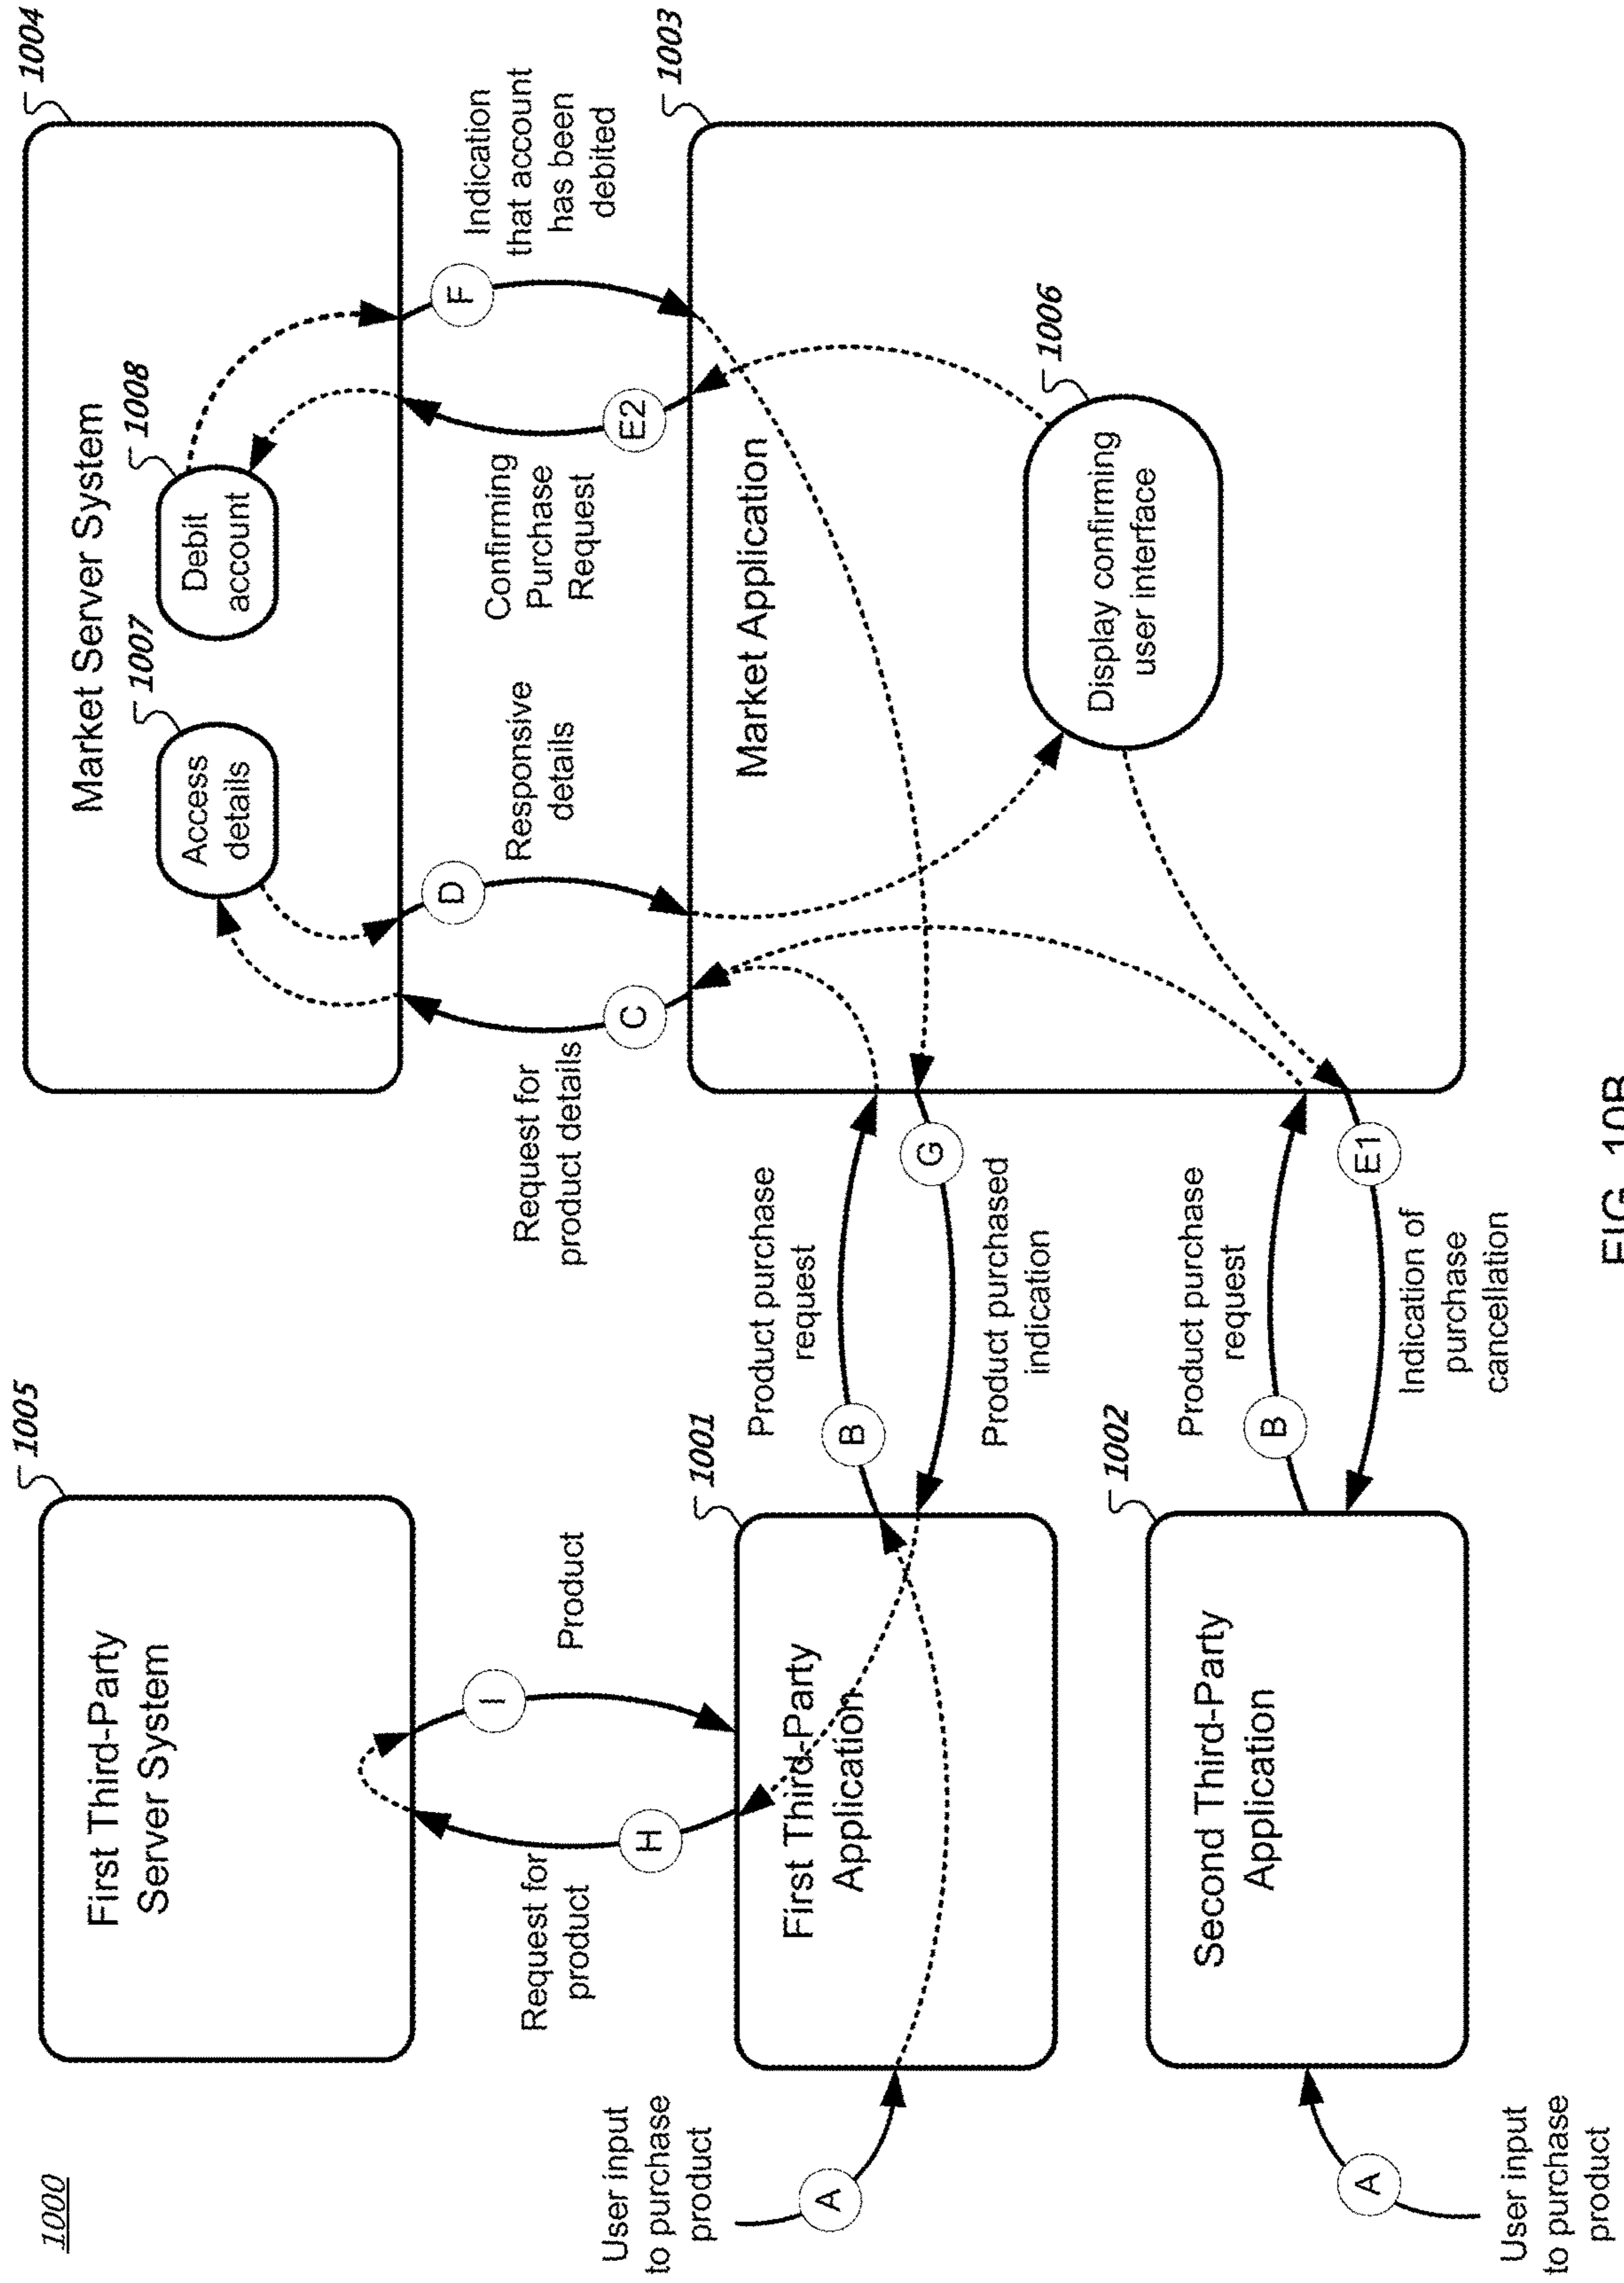 1000
First Third-Party
Server System
1005
Market Server System
1004
Access
details
1007
Debit
account
1008
Request for
product
H
I
Product
Request for
product details
C
D
Responsive
details
Confirming
Purchase
Request
E2
F
Indication
that account
has been
debited
User input
to purchase
product
A
First Third-Party
Application
1001
B
Product purchase
request
G
Product purchased
indication
Market Application
1003
Display confirming
user interface
1006
User input
to purchase
product
A
Second Third-Party
Application
1002
B
Product purchase
request
E1
Indication of
purchase
cancellation
FIG. 10B